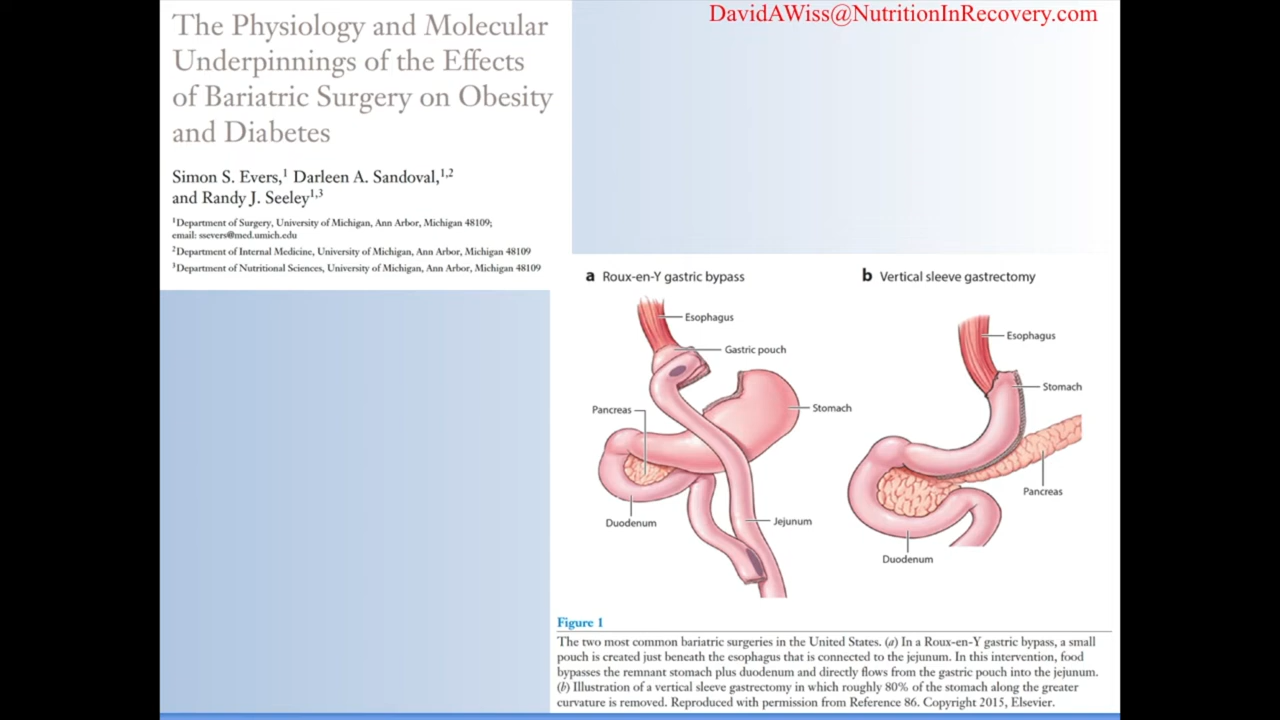 DavidAWiss@NutritionInRecovery.com
The Physiology and Molecular
Underpinnings of the Effects
of Bariatric Surgery on Obesity
and Diabetes
Simon S. Evers,¹ Darleen A. Sandoval,¹,²
and Randy J. Seeley¹,³
¹Department of Surgery, University of Michigan, Ann Arbor, Michigan 48109;
email: ssevers@med.umich.edu
²Department of Internal Medicine, University of Michigan, Ann Arbor, Michigan 48109
³Department of Nutritional Sciences, University of Michigan, Ann Arbor, Michigan 48109
a Roux-en-Y gastric bypass
Esophagus
Gastric pouch
Pancreas
Stomach
Duodenum
Jejunum
b Vertical sleeve gastrectomy
Esophagus
Stomach
Pancreas
Duodenum
Figure 1
The two most common bariatric surgeries in the United States. (a) In a Roux-en-Y gastric bypass, a small
pouch is created just beneath the esophagus that is connected to the jejunum. In this intervention, food
bypasses the remnant stomach plus duodenum and directly flows from the gastric pouch into the jejunum.
(b) Illustration of a vertical sleeve gastrectomy in which roughly 80% of the stomach along the greater
curvature is removed. Reproduced with permission from Reference 86. Copyright 2015, Elsevier.